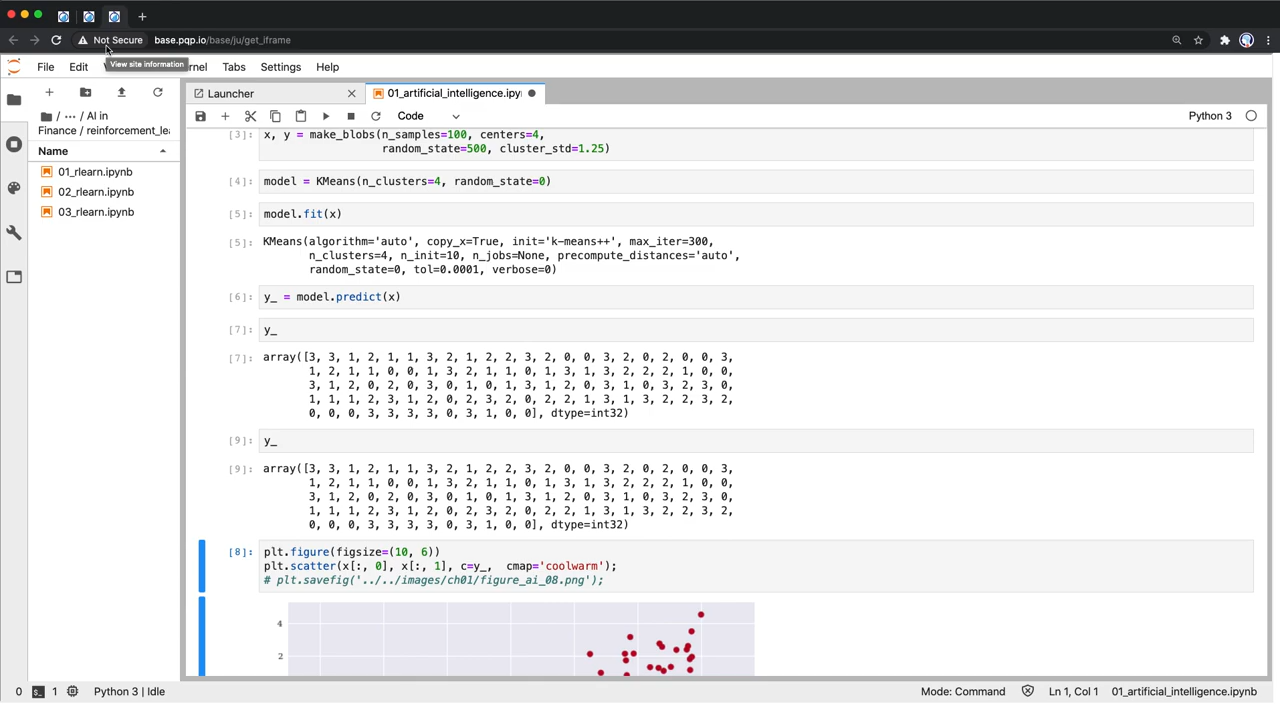 Not Secure base.pqp.io/base/ju/get_iframe
View site information
File Edit V rnel Tabs Settings Help
Launcher
01_artificial_intelligence.ipyı
/ ··· / AI in
Finance / reinforcement_lea
Code
Python 3
Name
01_rlearn.ipynb
02_rlearn.ipynb
03_rlearn.ipynb
[3]: x, y = make_blobs(n_samples=100, centers=4,
random_state=500, cluster_std=1.25)
[4]: model = KMeans(n_clusters=4, random_state=0)
[5]: model.fit(x)
[5]: KMeans(algorithm='auto', copy_x=True, init='k-means++', max_iter=300,
n_clusters=4, n_init=10, n_jobs=None, precompute_distances='auto',
random_state=0, tol=0.0001, verbose=0)
[6]: y_ = model.predict(x)
[7]: y_
[7]: array([3, 3, 1, 2, 1, 1, 3, 2, 1, 2, 2, 3, 2, 0, 0, 3, 2, 0, 2, 0, 0, 3,
1, 2, 1, 1, 0, 0, 1, 3, 2, 1, 1, 0, 1, 3, 1, 3, 2, 2, 2, 1, 0, 0,
3, 1, 2, 0, 2, 0, 3, 0, 1, 0, 1, 3, 1, 2, 0, 3, 1, 0, 3, 2, 3, 0,
1, 1, 1, 2, 3, 1, 2, 0, 2, 3, 2, 0, 2, 2, 1, 3, 1, 3, 2, 2, 3, 2,
0, 0, 0, 3, 3, 3, 3, 0, 3, 1, 0, 0], dtype=int32)
[9]: y_
[9]: array([3, 3, 1, 2, 1, 1, 3, 2, 1, 2, 2, 3, 2, 0, 0, 3, 2, 0, 2, 0, 0, 3,
1, 2, 1, 1, 0, 0, 1, 3, 2, 1, 1, 0, 1, 3, 1, 3, 2, 2, 2, 1, 0, 0,
3, 1, 2, 0, 2, 0, 3, 0, 1, 0, 1, 3, 1, 2, 0, 3, 1, 0, 3, 2, 3, 0,
1, 1, 1, 2, 3, 1, 2, 0, 2, 3, 2, 0, 2, 2, 1, 3, 1, 3, 2, 2, 3, 2,
0, 0, 0, 3, 3, 3, 3, 0, 3, 1, 0, 0], dtype=int32)
[8]: plt.figure(figsize=(10, 6))
plt.scatter(x[:, 0], x[:, 1], c=y_, cmap='coolwarm');
# plt.savefig('../../images/ch01/figure_ai_08.png');
4
2
0 1 Python 3 | Idle
Mode: Command Ln 1, Col 1 01_artificial_intelligence.ipynb